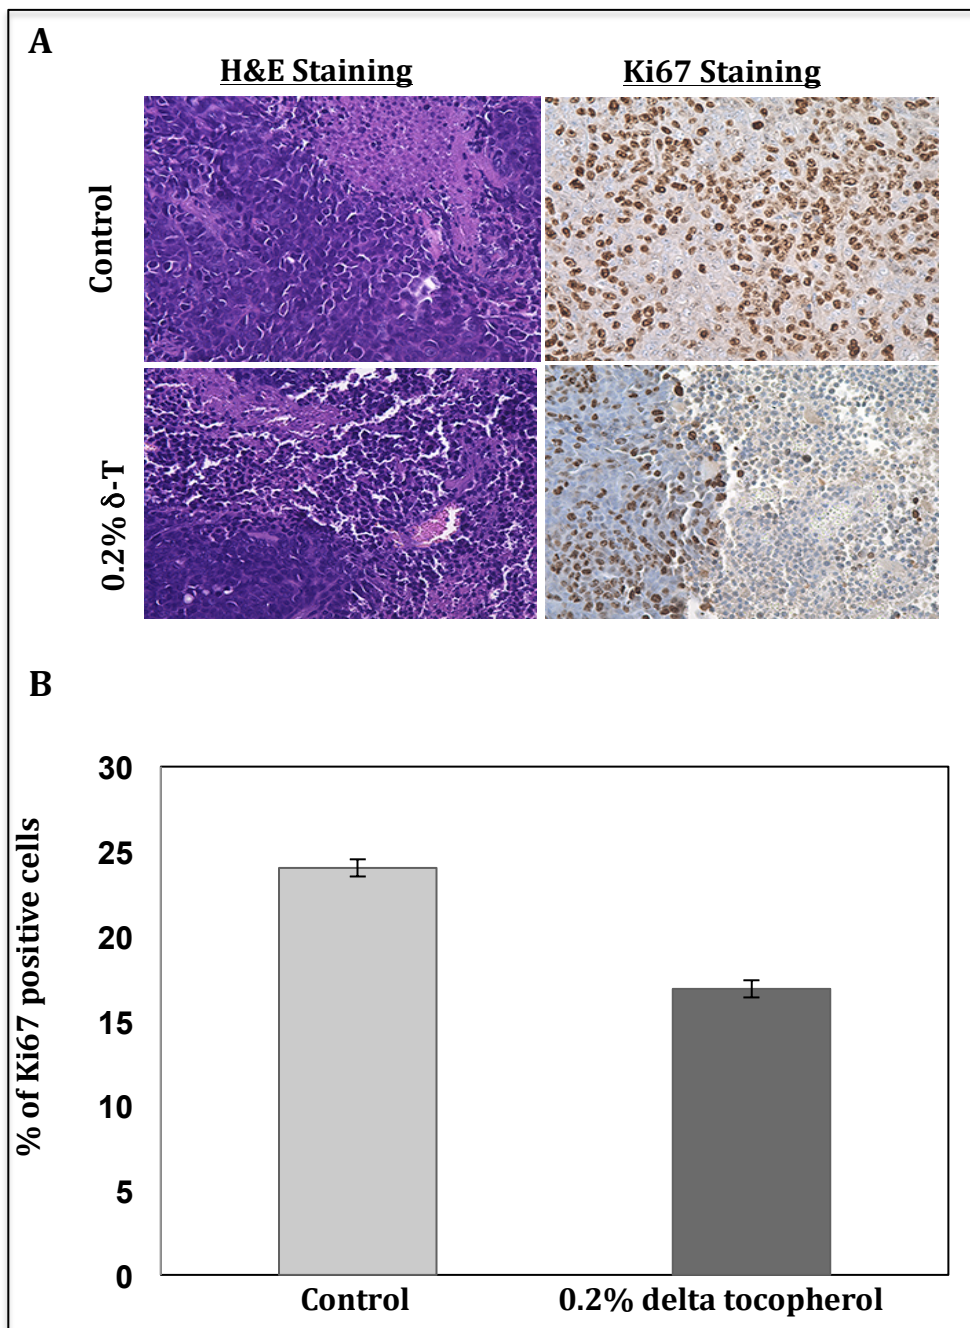 A
H&E Staining
Ki67 Staining
Control
0.2% δ-T
B
% of Ki67 positive cells
30
25
20
15
10
5
0
Control
0.2% delta tocopherol